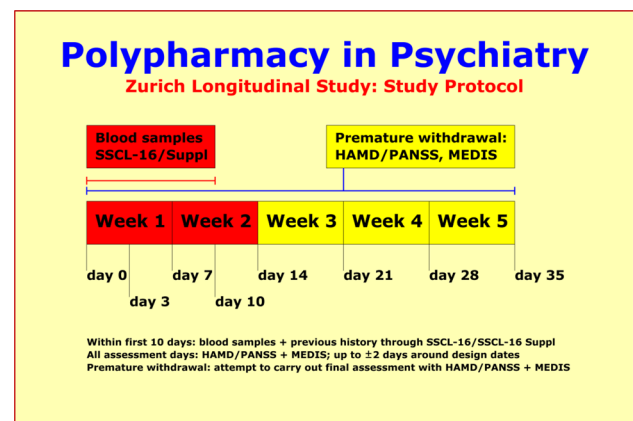 Polypharmacy in Psychiatry
Zurich Longitudinal Study: Study Protocol
Blood samples
SSCL-16/Suppl
Premature withdrawal:
HAMD/PANSS, MEDIS
Week 1 Week 2 Week 3 Week 4 Week 5
day 0 day 7 day 14 day 21 day 28 day 35
day 3 day 10
Within first 10 days: blood samples + previous history through SSCL-16/SSCL-16 Suppl
All assessment days: HAMD/PANSS + MEDIS; up to ±2 days around design dates
Premature withdrawal: attempt to carry out final assessment with HAMD/PANSS + MEDIS